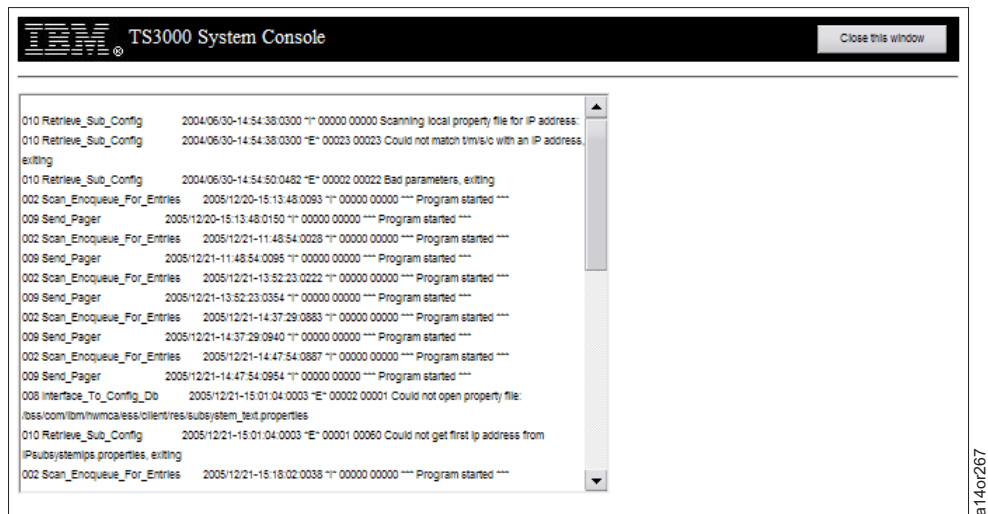 IBM® TS3000 System Console
Close this window
010 Retrieve_Sub_Config 2004/06/30-14:54:38:0300 "I" 00000 00000 Scanning local property file for IP address:
010 Retrieve_Sub_Config 2004/06/30-14:54:38:0300 "E" 00023 00023 Could not match t/m/s/c with an IP address,
exiting
010 Retrieve_Sub_Config 2004/06/30-14:54:50:0482 "E" 00002 00022 Bad parameters, exiting
002 Scan_Enqueue_For_Entries 2005/12/20-15:13:48:0093 "I" 00000 00000 *** Program started ***
009 Send_Pager 2005/12/20-15:13:48:0150 "I" 00000 00000 *** Program started ***
002 Scan_Enqueue_For_Entries 2005/12/21-11:48:54:0028 "I" 00000 00000 *** Program started ***
009 Send_Pager 2005/12/21-11:48:54:0095 "I" 00000 00000 *** Program started ***
002 Scan_Enqueue_For_Entries 2005/12/21-13:52:23:0222 "I" 00000 00000 *** Program started ***
009 Send_Pager 2005/12/21-13:52:23:0354 "I" 00000 00000 *** Program started ***
002 Scan_Enqueue_For_Entries 2005/12/21-14:37:29:0883 "I" 00000 00000 *** Program started ***
009 Send_Pager 2005/12/21-14:37:29:0940 "I" 00000 00000 *** Program started ***
002 Scan_Enqueue_For_Entries 2005/12/21-14:47:54:0887 "I" 00000 00000 *** Program started ***
009 Send_Pager 2005/12/21-14:47:54:0954 "I" 00000 00000 *** Program started ***
008 Interface_To_Config_Db 2005/12/21-15:01:04:0003 "E" 00002 00001 Could not open property file:
/bss/com/ibm/hwmca/ess/client/res/subsystem_text.properties
010 Retrieve_Sub_Config 2005/12/21-15:01:04:0003 "E" 00001 00060 Could not get first ip address from
IPsubsystemips.properties, exiting
002 Scan_Enqueue_For_Entries 2005/12/21-15:18:02:0038 "I" 00000 00000 *** Program started ***
a14or267